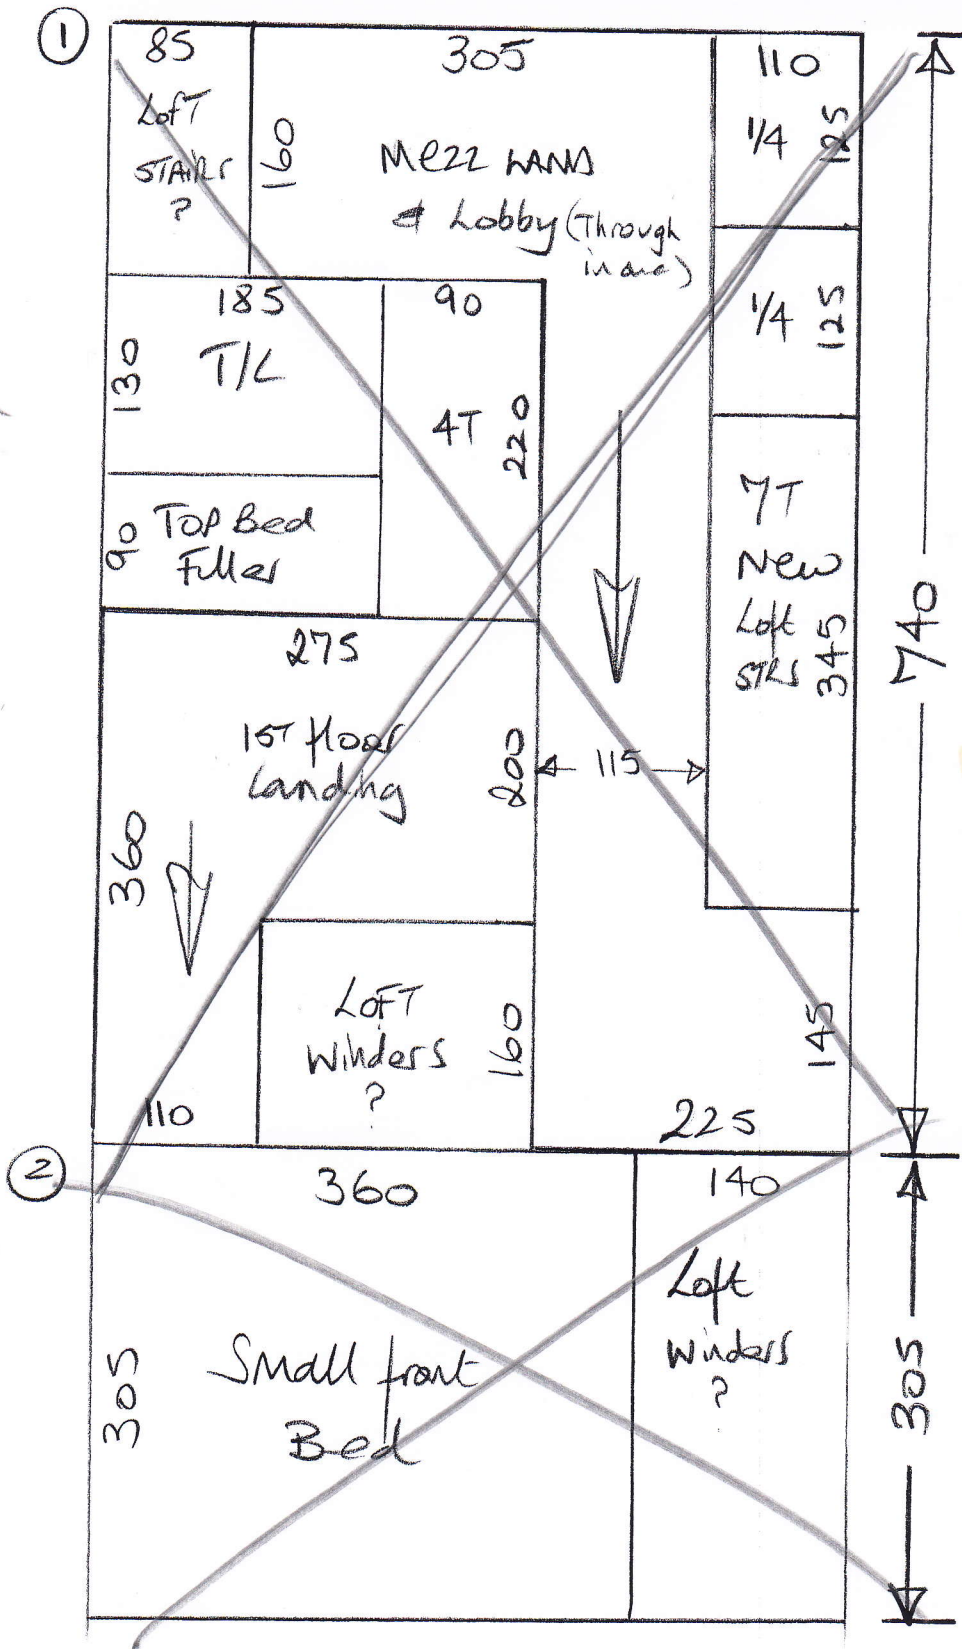 ①
85
305
110
Loft
STAIRS
?
160
Mezz LAND
& Lobby (Through
in one)
1/4
125
1/4
125
185
T/L
130
90
4T
220
90
Top Bed
Filler
7T
New
Loft
STRS
345
740
275
1ST floor
Landing
200
115
360
LOFT
Winders
?
160
145
110
225
②
360
140
Small front
Bed
305
Loft
Winders
?
305